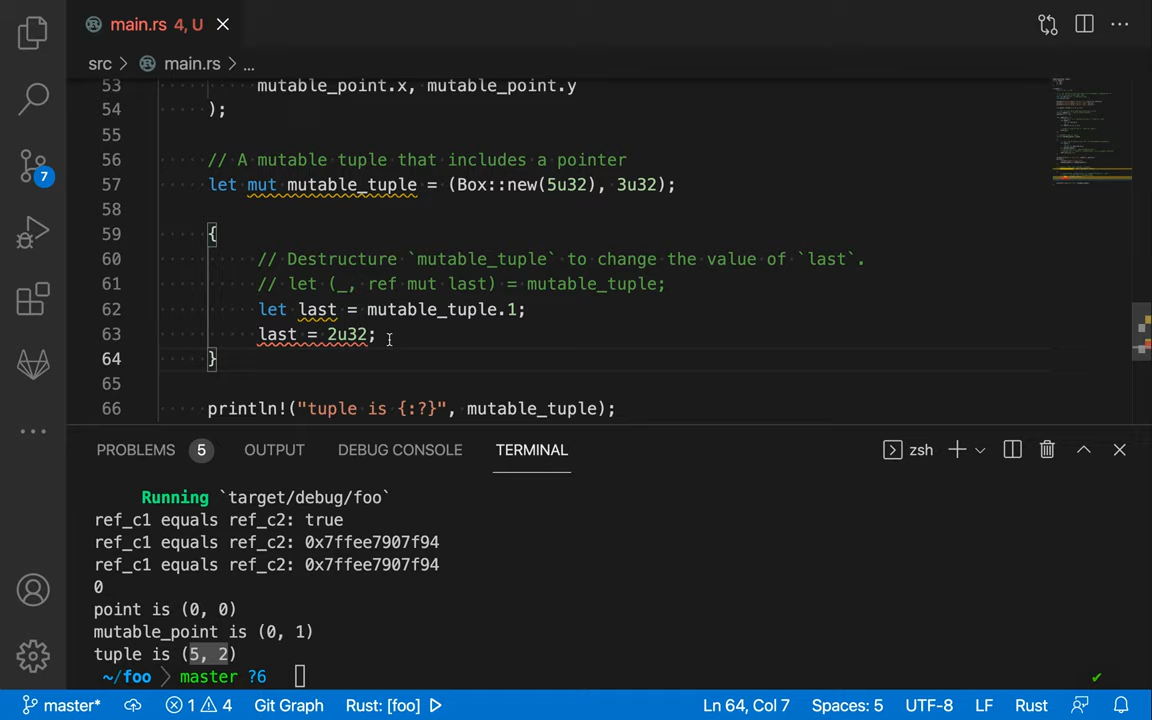 main.rs 4, U
src > main.rs > ...
53 mutable_point.x, mutable_point.y
54 );
55
56 // A mutable tuple that includes a pointer
57 let mut mutable_tuple = (Box::new(5u32), 3u32);
58
59 {
60 // Destructure `mutable_tuple` to change the value of `last`.
61 // let (_, ref mut last) = mutable_tuple;
62 let last = mutable_tuple.1;
63 last = 2u32;
64 }
65
66 println!("tuple is {:?}", mutable_tuple);
7
PROBLEMS 5 OUTPUT DEBUG CONSOLE TERMINAL zsh
Running `target/debug/foo`
ref_c1 equals ref_c2: true
ref_c1 equals ref_c2: 0x7ffee7907f94
ref_c1 equals ref_c2: 0x7ffee7907f94
0
point is (0, 0)
mutable_point is (0, 1)
tuple is (5, 2)
~/foo > master ?6
master* 1 4 Git Graph Rust: [foo] Ln 64, Col 7 Spaces: 5 UTF-8 LF Rust